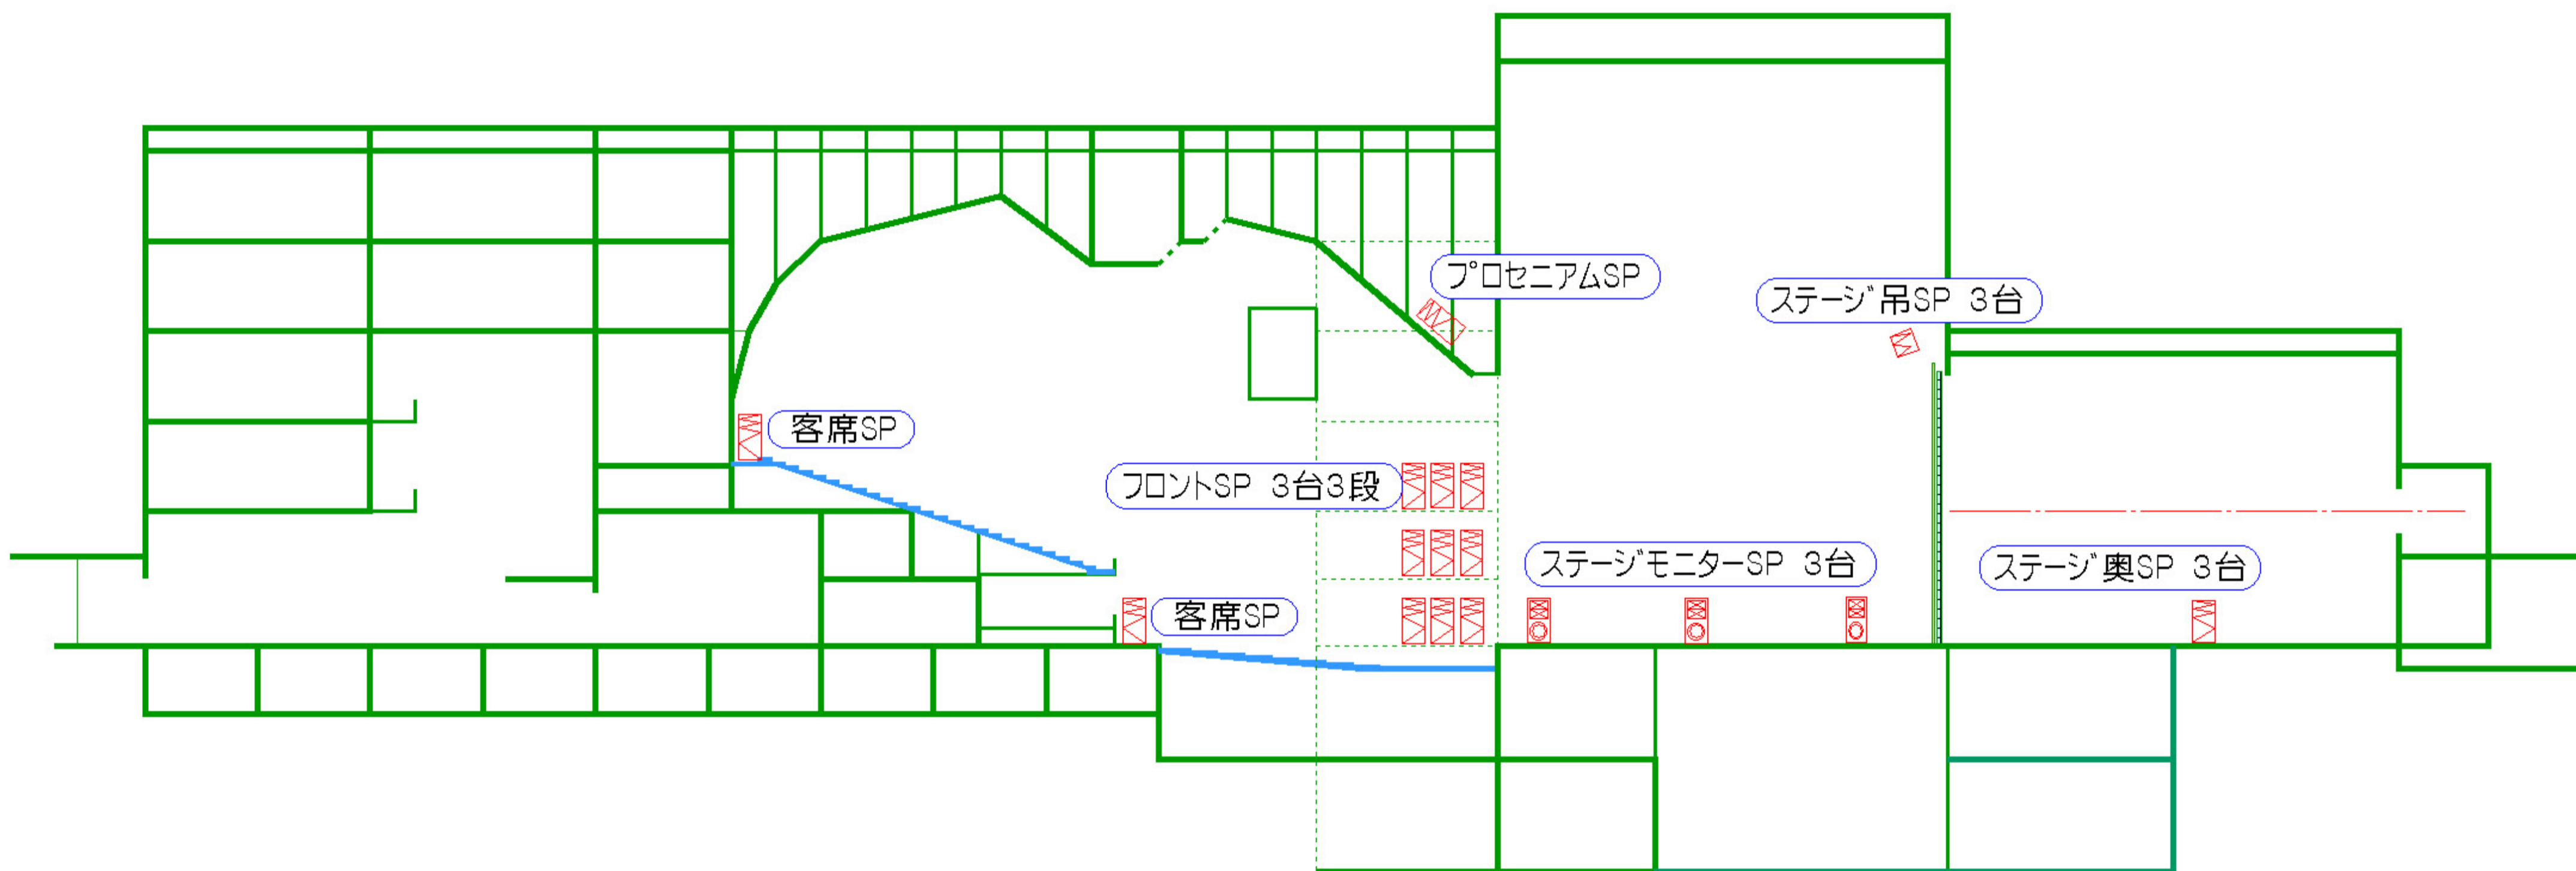 プロセニアムSP
ステージ吊SP 3台
客席SP
フロントSP 3台3段
ステージモニターSP 3台
ステージ奥SP 3台
客席SP